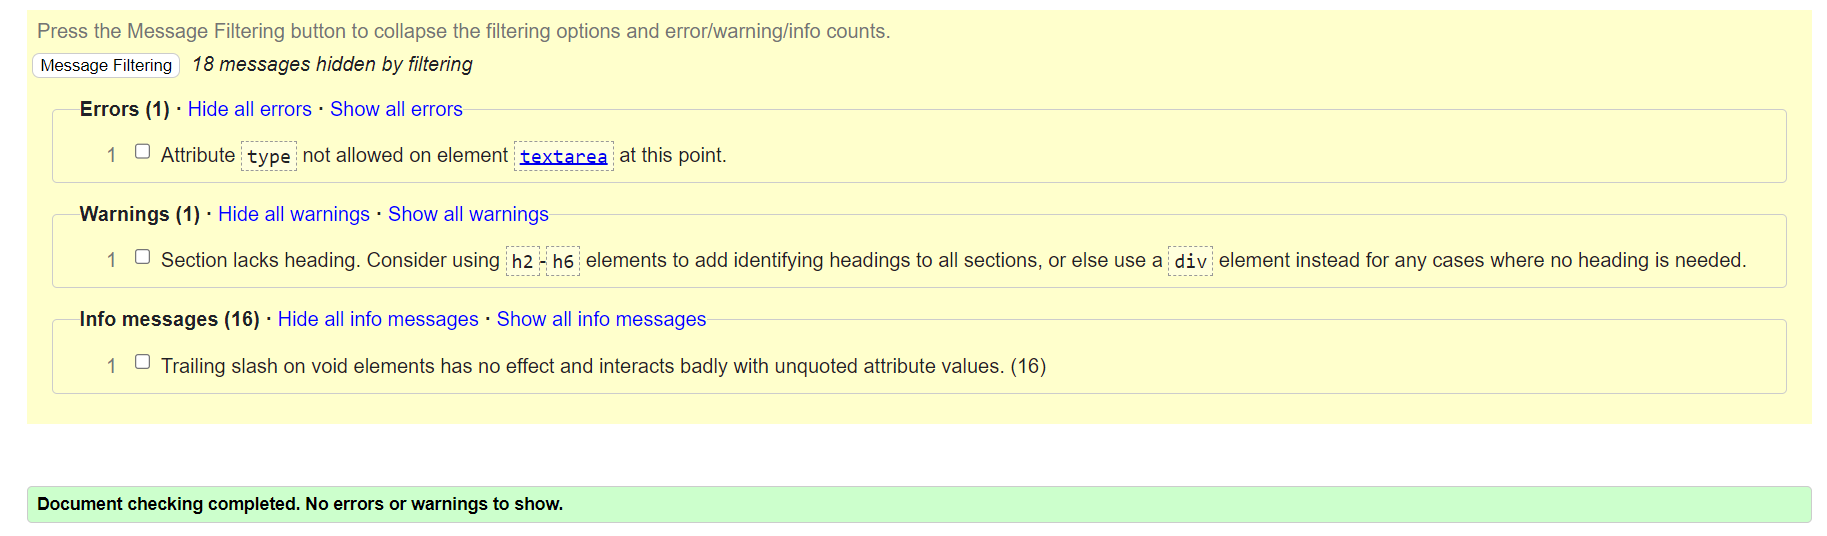 Press the Message Filtering button to collapse the filtering options and error/warning/info counts.
Message Filtering 18 messages hidden by filtering
Errors (1) · Hide all errors · Show all errors
1 Attribute type not allowed on element textarea at this point.
Warnings (1) · Hide all warnings · Show all warnings
1 Section lacks heading. Consider using h2-h6 elements to add identifying headings to all sections, or else use a div element instead for any cases where no heading is needed.
Info messages (16) · Hide all info messages · Show all info messages
1 Trailing slash on void elements has no effect and interacts badly with unquoted attribute values. (16)
Document checking completed. No errors or warnings to show.